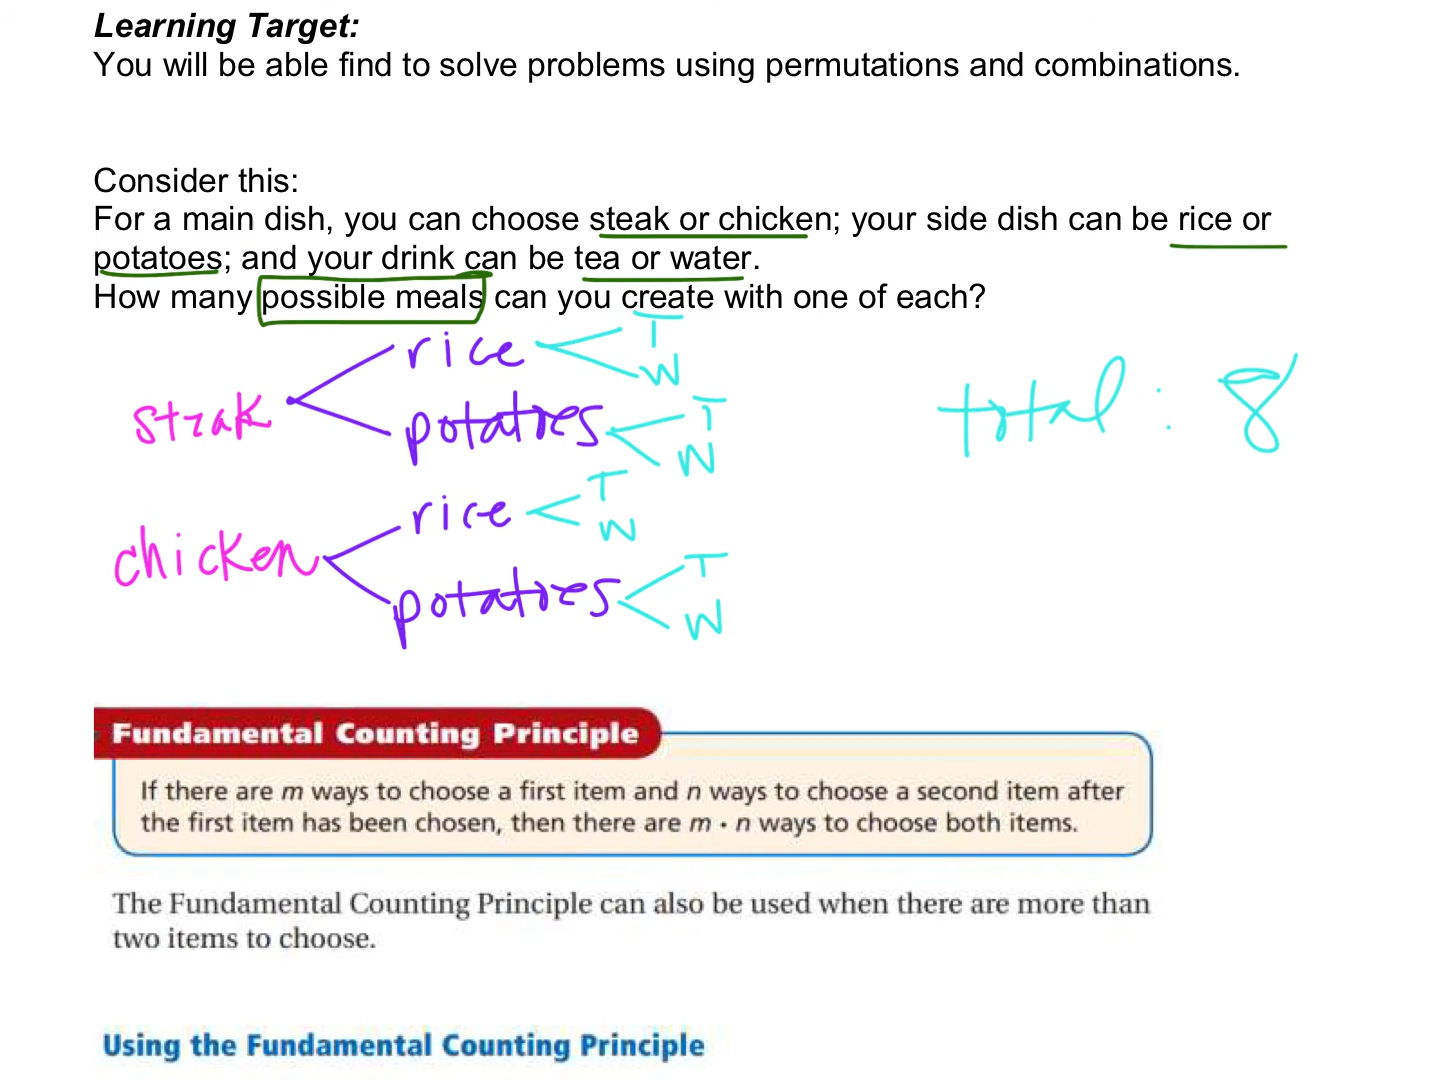 Learning Target:
You will be able find to solve problems using permutations and combinations.
Consider this:
For a main dish, you can choose steak or chicken; your side dish can be rice or
potatoes; and your drink can be tea or water.
How many possible meals can you create with one of each?
steak
rice
T
W
potatoes
T
W
total: 8
chicken
rice
T
W
potatoes
T
W
Fundamental Counting Principle
If there are m ways to choose a first item and n ways to choose a second item after
the first item has been chosen, then there are m · n ways to choose both items.
The Fundamental Counting Principle can also be used when there are more than
two items to choose.
Using the Fundamental Counting Principle